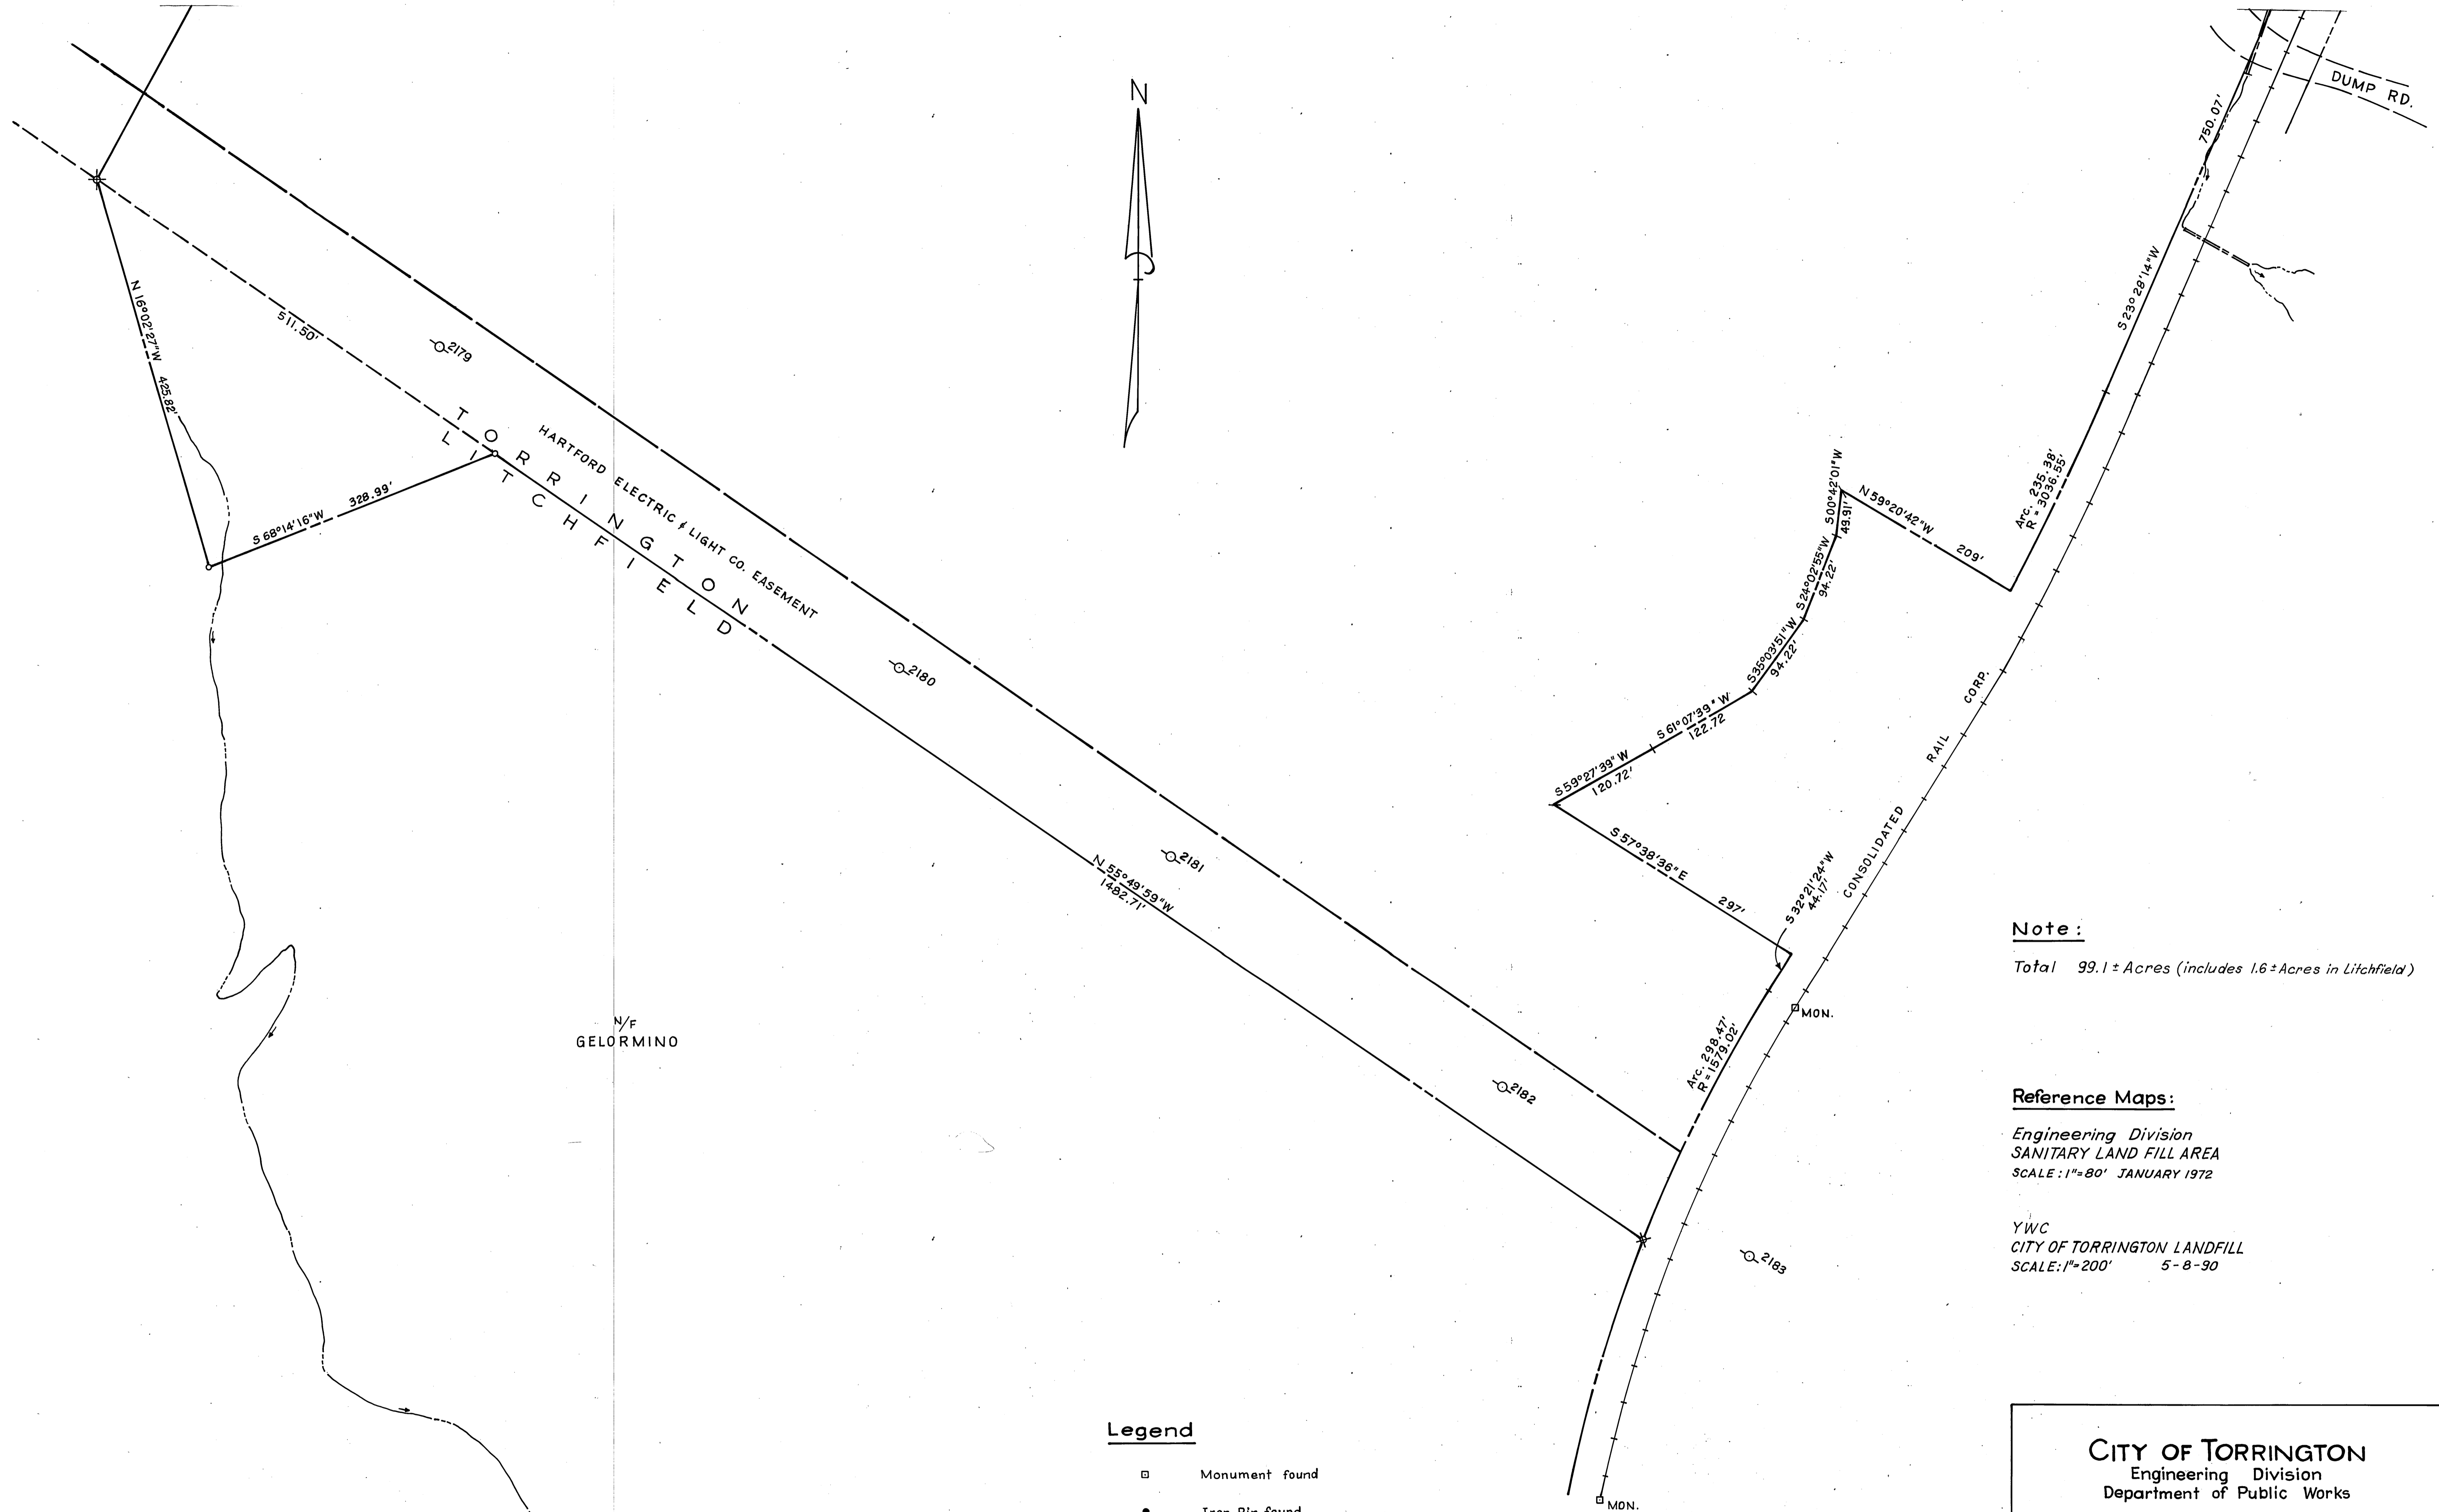 N
DUMP RD.
750.07'
S 23° 28' 14" W
Arc. 235.38'
R = 3036.55'
N 59° 20' 42" W
209'
S 00° 42' 01" W
49.91'
S 24° 02' 55" W
94.22'
S 35° 03' 51" W
94.22'
S 61° 07' 39" W
122.72
S 59° 27' 39" W
120.72'
S 57° 38' 36" E
297'
S 32° 21' 24" W
44.17'
Arc. 298.47'
R = 1579.02'
CONSOLIDATED RAIL CORP.
MON.
N 16° 02' 27" W 425.82'
511.50'
S 68° 14' 16" W 328.99'
TORRINGTON
LITCHFIELD
HARTFORD ELECTRIC & LIGHT CO. EASEMENT
2179
2180
2181
2182
2183
N 55° 49' 59" W
1482.71'
N/F
GELORMINO
Note:
Total 99.1 ± Acres (includes 1.6 ± Acres in Litchfield)
Reference Maps:
Engineering Division
SANITARY LAND FILL AREA
SCALE: 1"=80' JANUARY 1972
YWC
CITY OF TORRINGTON LANDFILL
SCALE: 1"=200' 5-8-90
Legend
Monument found
Iron Pin found
MON.
CITY OF TORRINGTON
Engineering Division
Department of Public Works